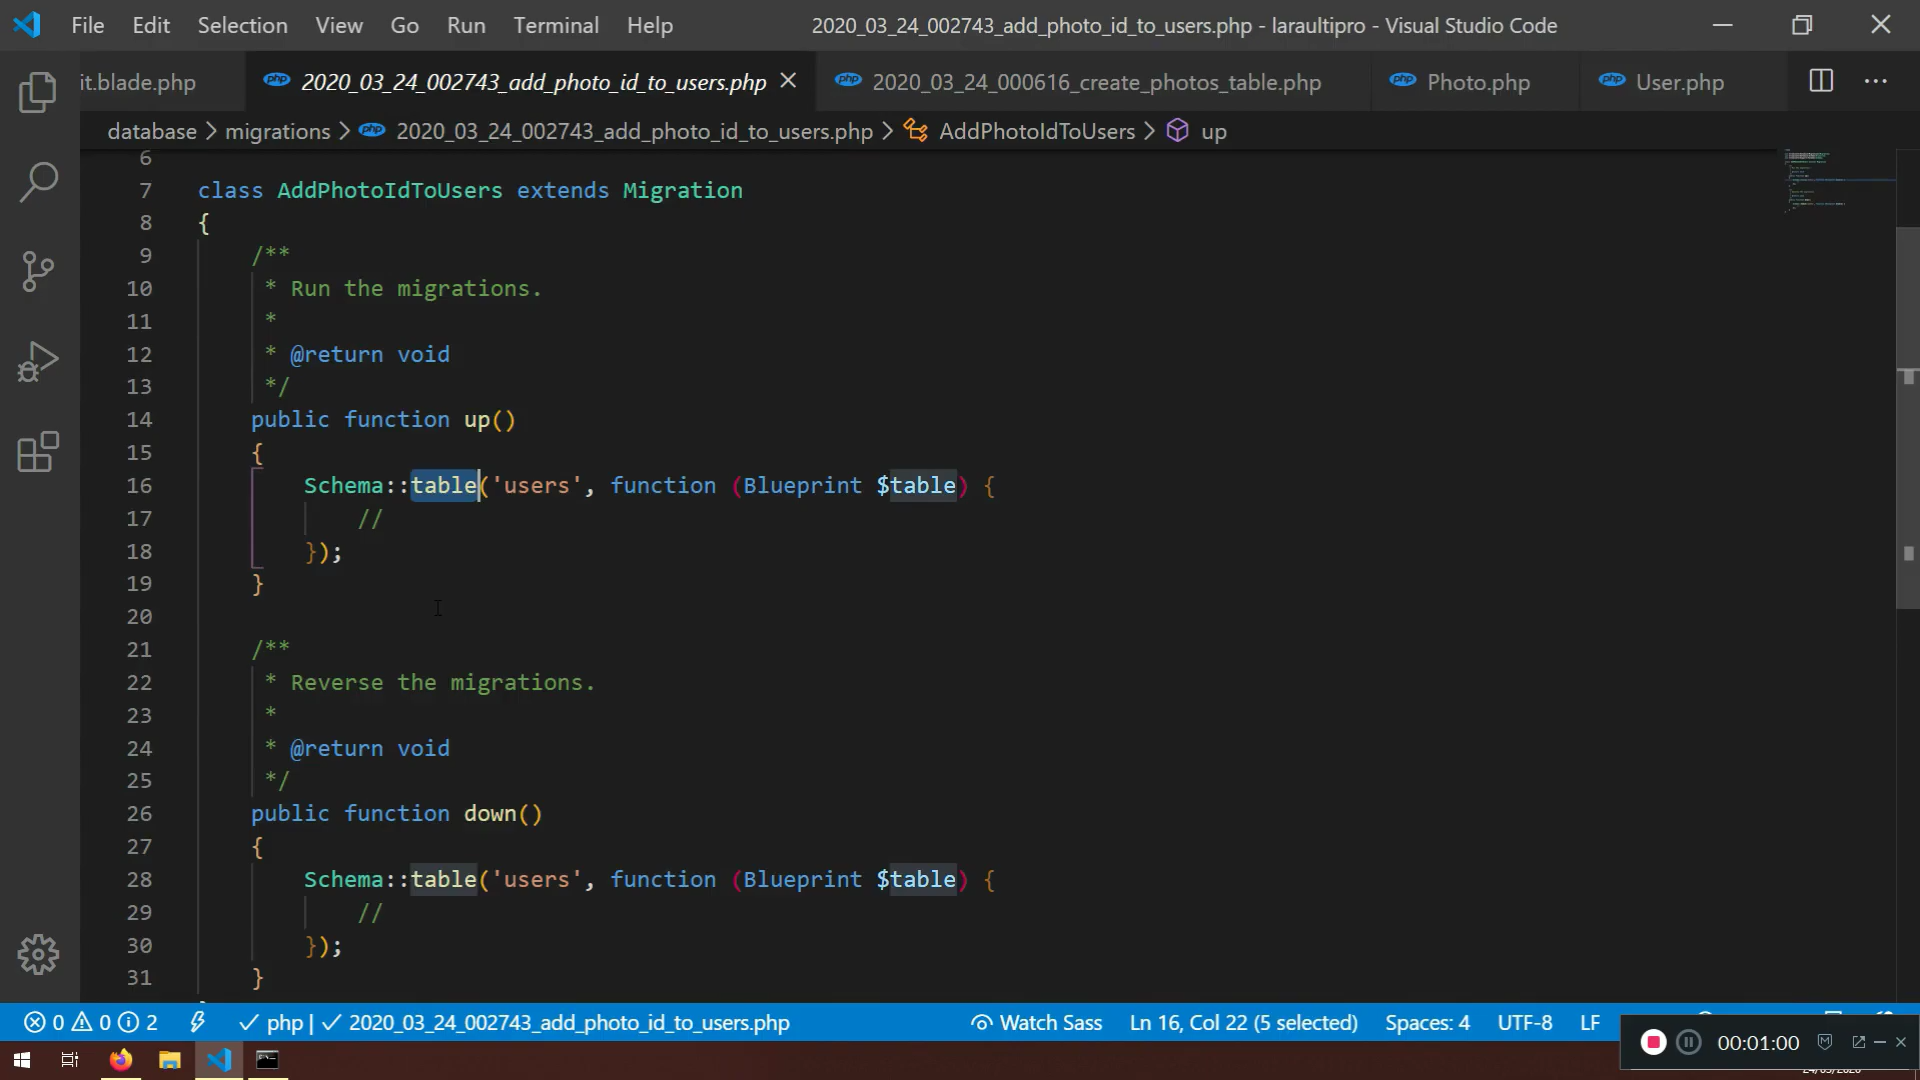 File Edit Selection View Go Run Terminal Help 2020_03_24_002743_add_photo_id_to_users.php - laraultipro - Visual Studio Code
it.blade.php 2020_03_24_002743_add_photo_id_to_users.php 2020_03_24_000616_create_photos_table.php Photo.php User.php
database > migrations > 2020_03_24_002743_add_photo_id_to_users.php > AddPhotoIdToUsers > up
6
7 class AddPhotoIdToUsers extends Migration
8 {
9 /**
10 * Run the migrations.
11 *
12 * @return void
13 */
14 public function up()
15 {
16 Schema::table('users', function (Blueprint $table) {
17 //
18 });
19 }
20
21 /**
22 * Reverse the migrations.
23 *
24 * @return void
25 */
26 public function down()
27 {
28 Schema::table('users', function (Blueprint $table) {
29 //
30 });
31 }
0 0 2 php | 2020_03_24_002743_add_photo_id_to_users.php Watch Sass Ln 16, Col 22 (5 selected) Spaces: 4 UTF-8 LF
00:01:00